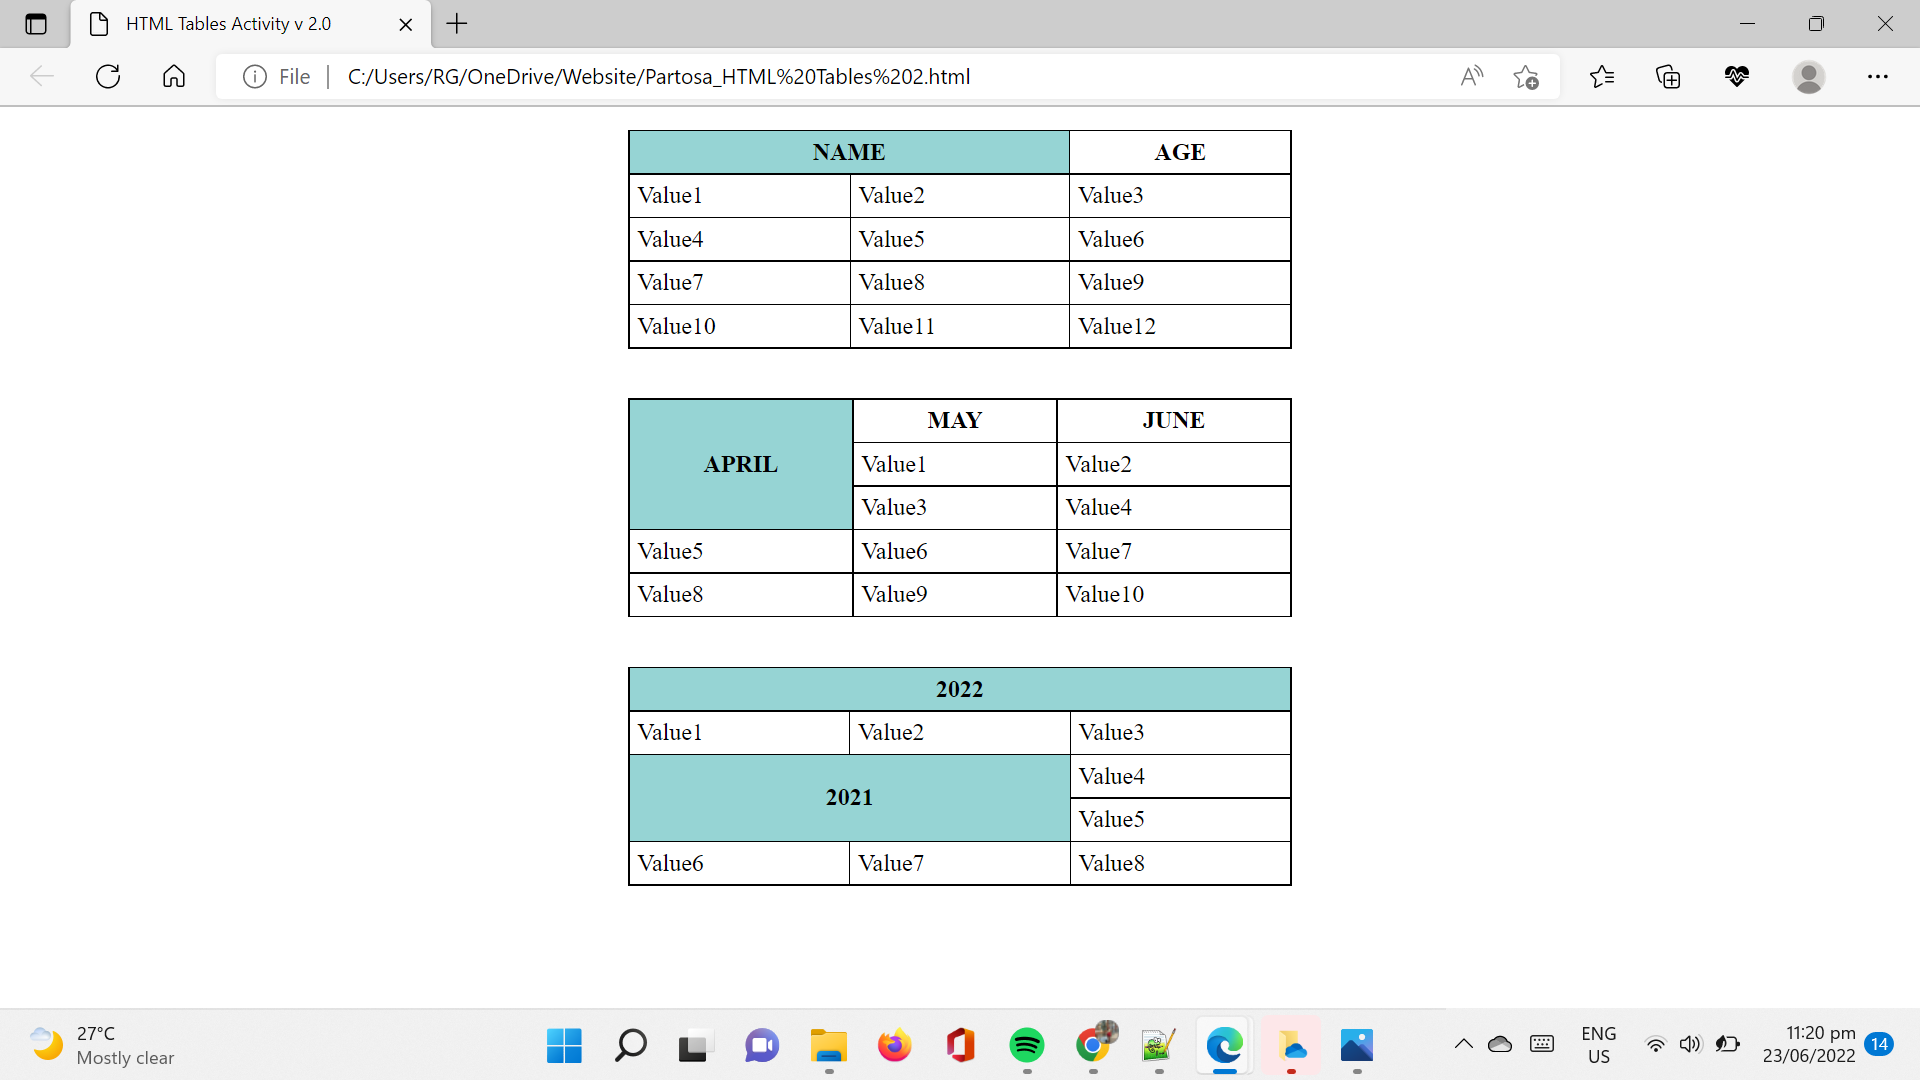 HTML Tables Activity v 2.0
File C:/Users/RG/OneDrive/Website/Partosa_HTML%20Tables%202.html
NAME AGE
Value1 Value2 Value3
Value4 Value5 Value6
Value7 Value8 Value9
Value10 Value11 Value12
APRIL MAY JUNE
Value1 Value2
Value3 Value4
Value5 Value6 Value7
Value8 Value9 Value10
2022
Value1 Value2 Value3
2021 Value4
Value5
Value6 Value7 Value8
27°C
Mostly clear
ENG
US
11:20 pm
23/06/2022
14